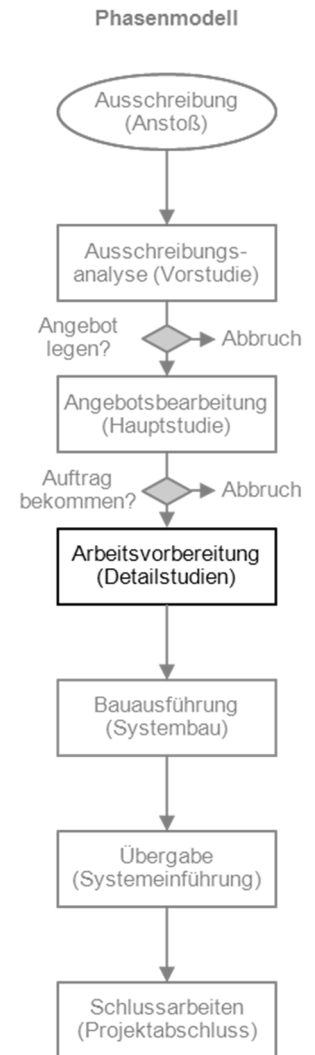 Phasenmodell
Ausschreibung
(Anstoß)
Ausschreibungs-
analyse (Vorstudie)
Angebot
legen?
Abbruch
Angebotsbearbeitung
(Hauptstudie)
Auftrag
bekommen?
Abbruch
Arbeitsvorbereitung
(Detailstudien)
Bauausführung
(Systembau)
Übergabe
(Systemeinführung)
Schlussarbeiten
(Projektabschluss)